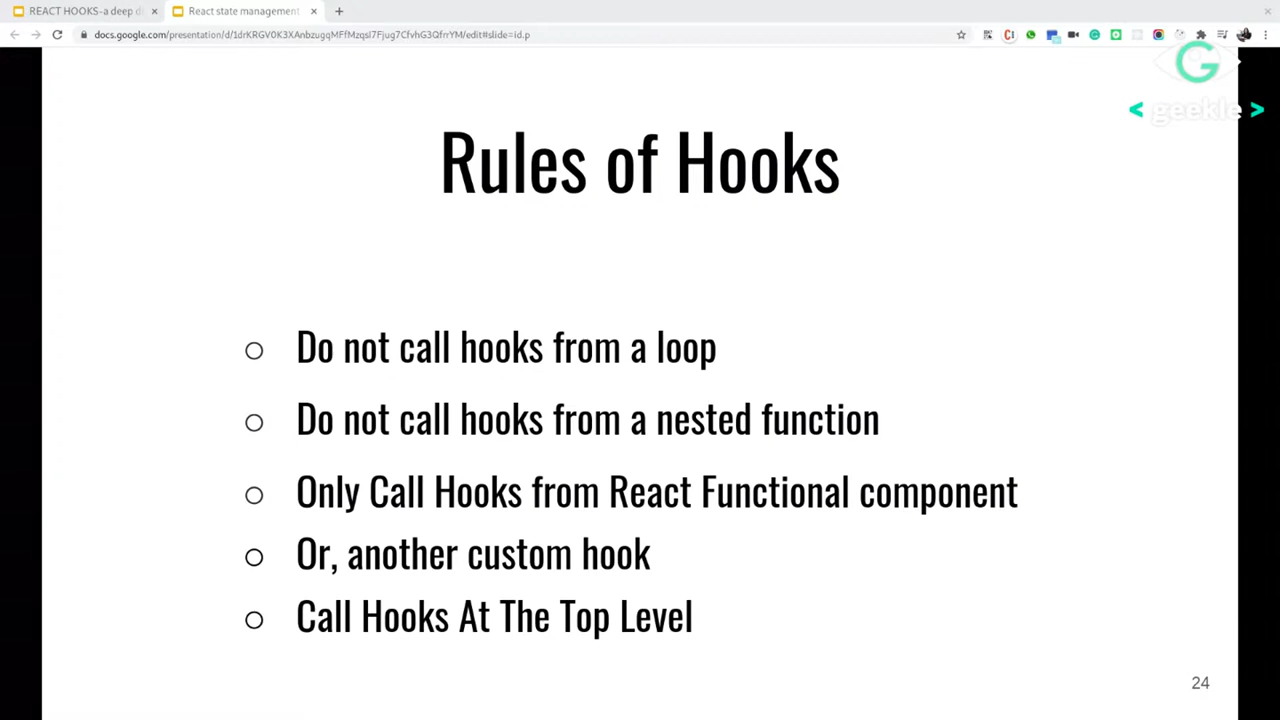 REACT HOOKS-a deep di
React state management
docs.google.com/presentation/d/1drKRGV0K3XAnbzugqMFfMzqsI7Fjug7CfvhG3QfrrYM/edit#slide=id.p
G
< geekle >
Rules of Hooks
Do not call hooks from a loop
Do not call hooks from a nested function
Only Call Hooks from React Functional component
Or, another custom hook
Call Hooks At The Top Level
24